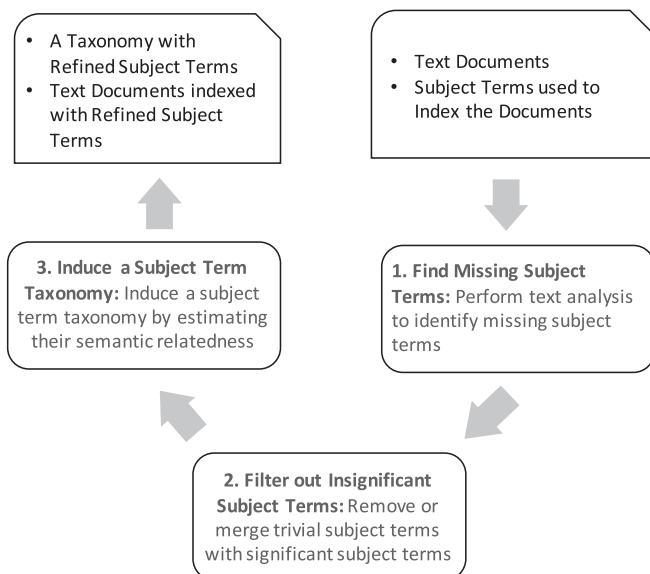 • A Taxonomy with
Refined Subject Terms
• Text Documents indexed
with Refined Subject
Terms
• Text Documents
• Subject Terms used to
Index the Documents
3. Induce a Subject Term
Taxonomy: Induce a subject
term taxonomy by estimating
their semantic relatedness
1. Find Missing Subject
Terms: Perform text analysis
to identify missing subject
terms
2. Filter out Insignificant
Subject Terms: Remove or
merge trivial subject terms
with significant subject terms